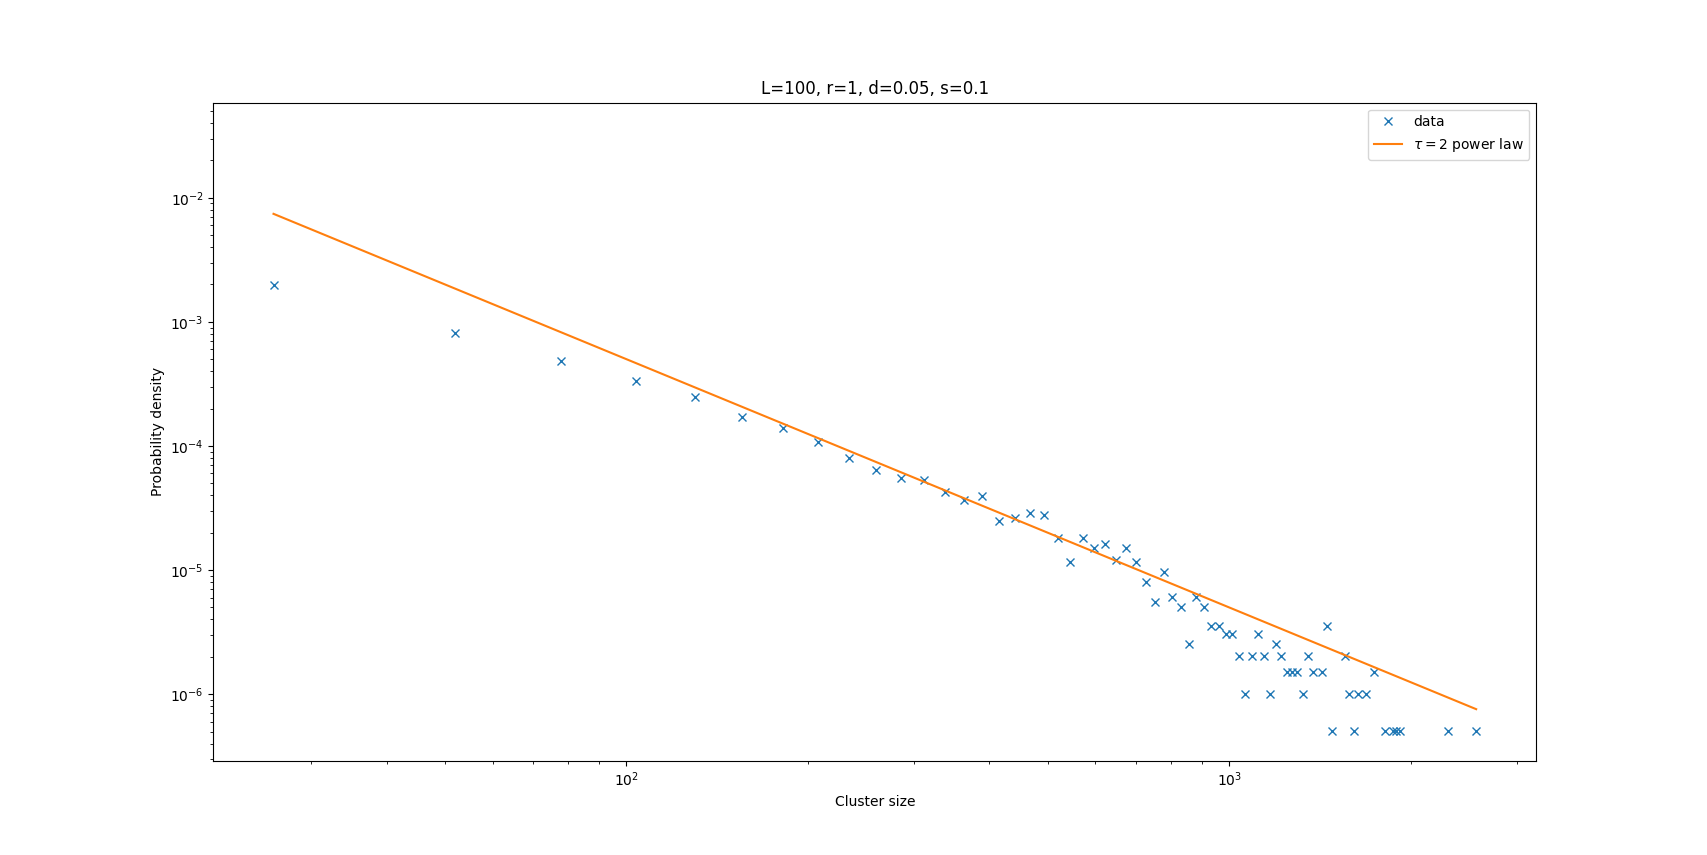 L=100, r=1, d=0.05, s=0.1
data
τ = 2 power law
10⁻²
10⁻³
10⁻⁴
10⁻⁵
10⁻⁶
Probability density
10²
10³
Cluster size